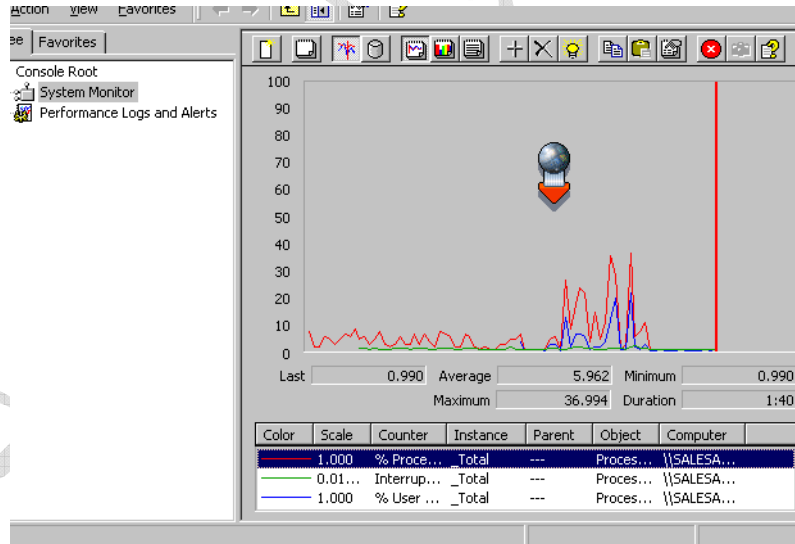 Action View Favorites
ee Favorites
Console Root
System Monitor
Performance Logs and Alerts
100
90
80
70
60
50
40
30
20
10
0
Last 0.990 Average 5.962 Minimum 0.990
Maximum 36.994 Duration 1:40
Color Scale Counter Instance Parent Object Computer
1.000 % Proce... _Total --- Proces... \\SALESA...
0.01... Interrup... _Total --- Proces... \\SALESA...
1.000 % User ... _Total --- Proces... \\SALESA...